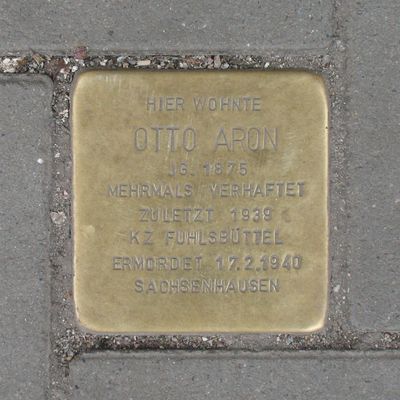 HIER WOHNTE
OTTO ARON
JG. 1875
MEHRMALS VERHAFTET
ZULETZT 1939
KZ FUHLSBÜTTEL
ERMORDET 17.2.1940
SACHSENHAUSEN